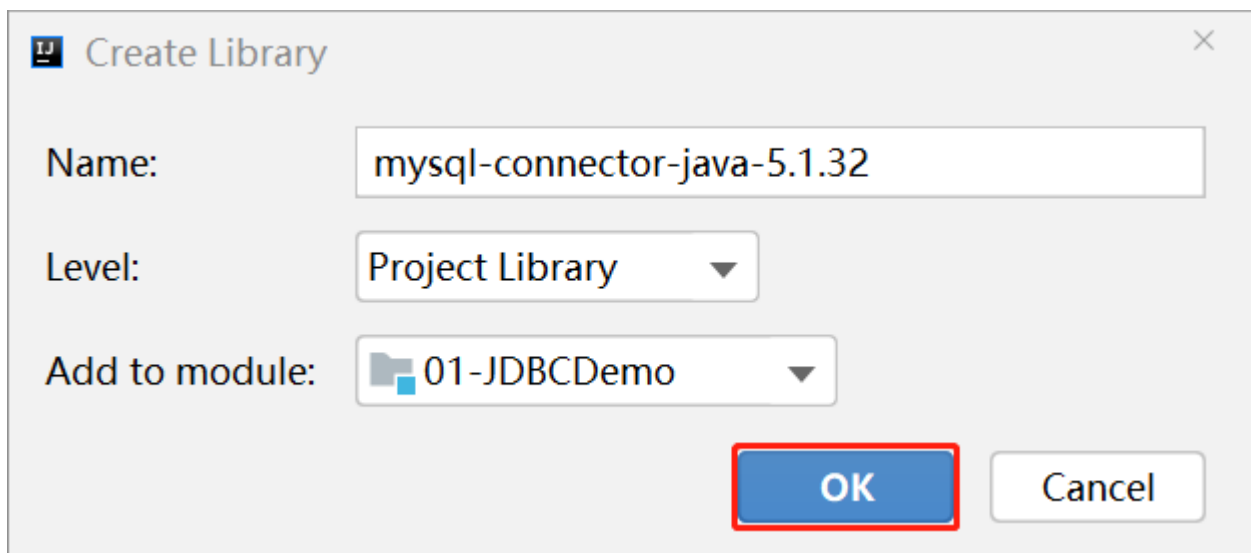 IJ
Create Library
Name: mysql-connector-java-5.1.32
Level: Project Library
Add to module: 01-JDBCDemo
OK Cancel